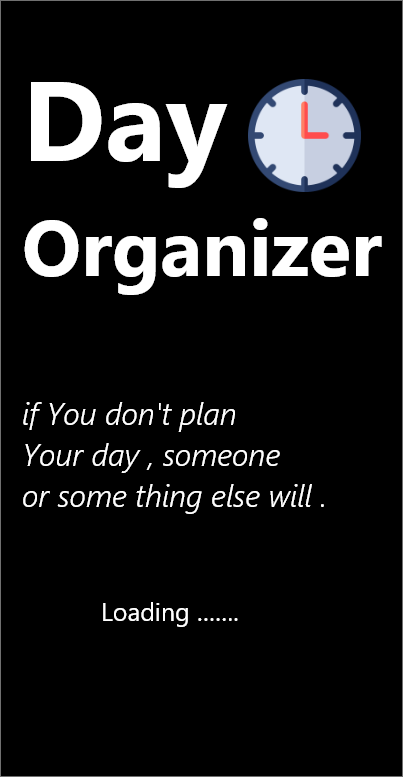 Day
Organizer
if You don't plan
Your day , someone
or some thing else will .
Loading .......